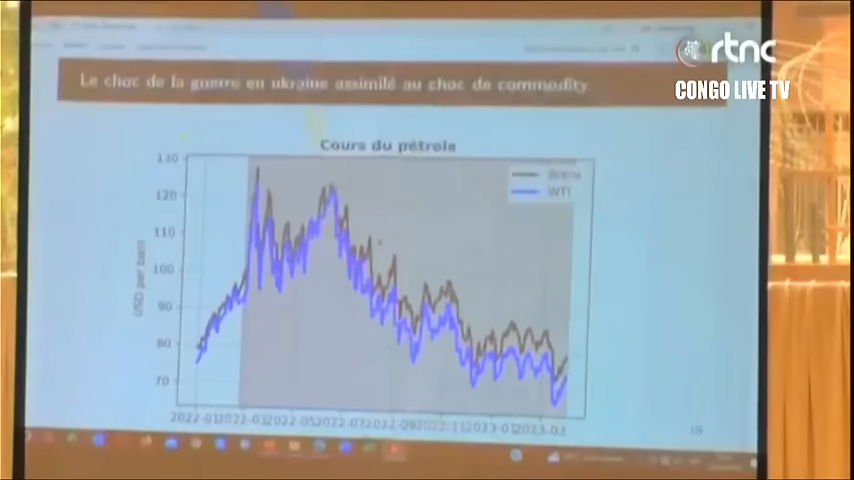 rtnc
CONGO LIVE TV
Le choc de la guerre en ukraine assimilé au choc de commodity
Cours du pétrole
130
120
110
100
90
80
70
USD per baril
Brent
WTI
2022-01 2022-03 2022-05 2022-07 2022-09 2022-11 2023-01 2023-03